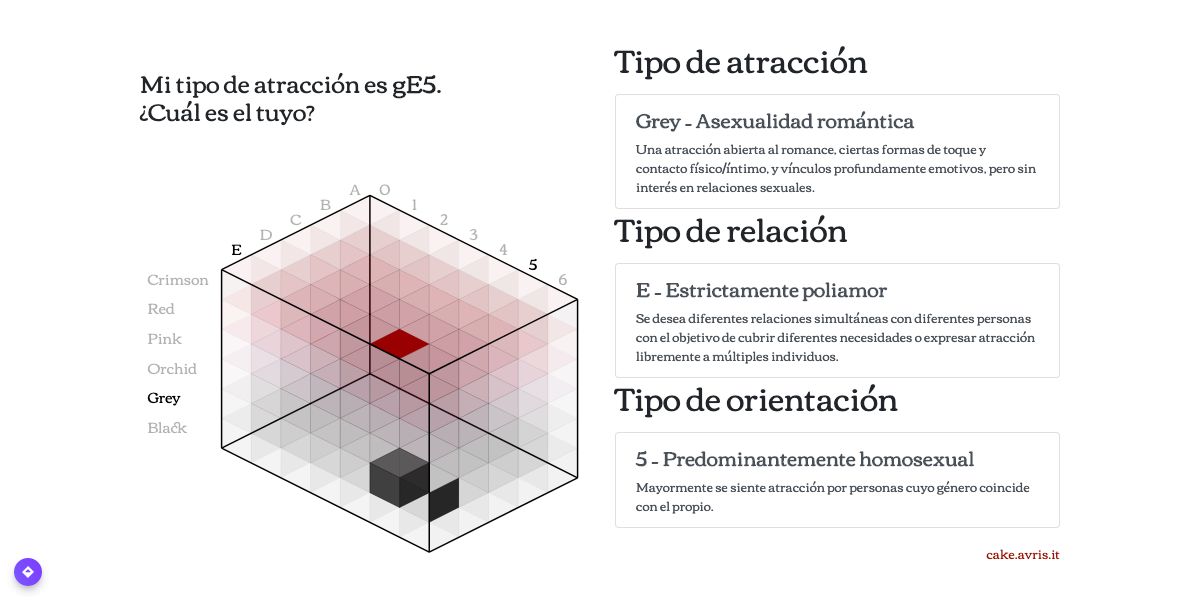 Mi tipo de atracción es gE5.
¿Cuál es el tuyo?
A
B
C
D
E
0
1
2
3
4
5
6
Crimson
Red
Pink
Orchid
Grey
Black
Tipo de atracción
Grey - Asexualidad romántica
Una atracción abierta al romance, ciertas formas de toque y
contacto físico/íntimo, y vínculos profundamente emotivos, pero sin
interés en relaciones sexuales.
Tipo de relación
E - Estrictamente poliamor
Se desea diferentes relaciones simultáneas con diferentes personas
con el objetivo de cubrir diferentes necesidades o expresar atracción
libremente a múltiples individuos.
Tipo de orientación
5 - Predominantemente homosexual
Mayormente se siente atracción por personas cuyo género coincide
con el propio.
cake.avris.it